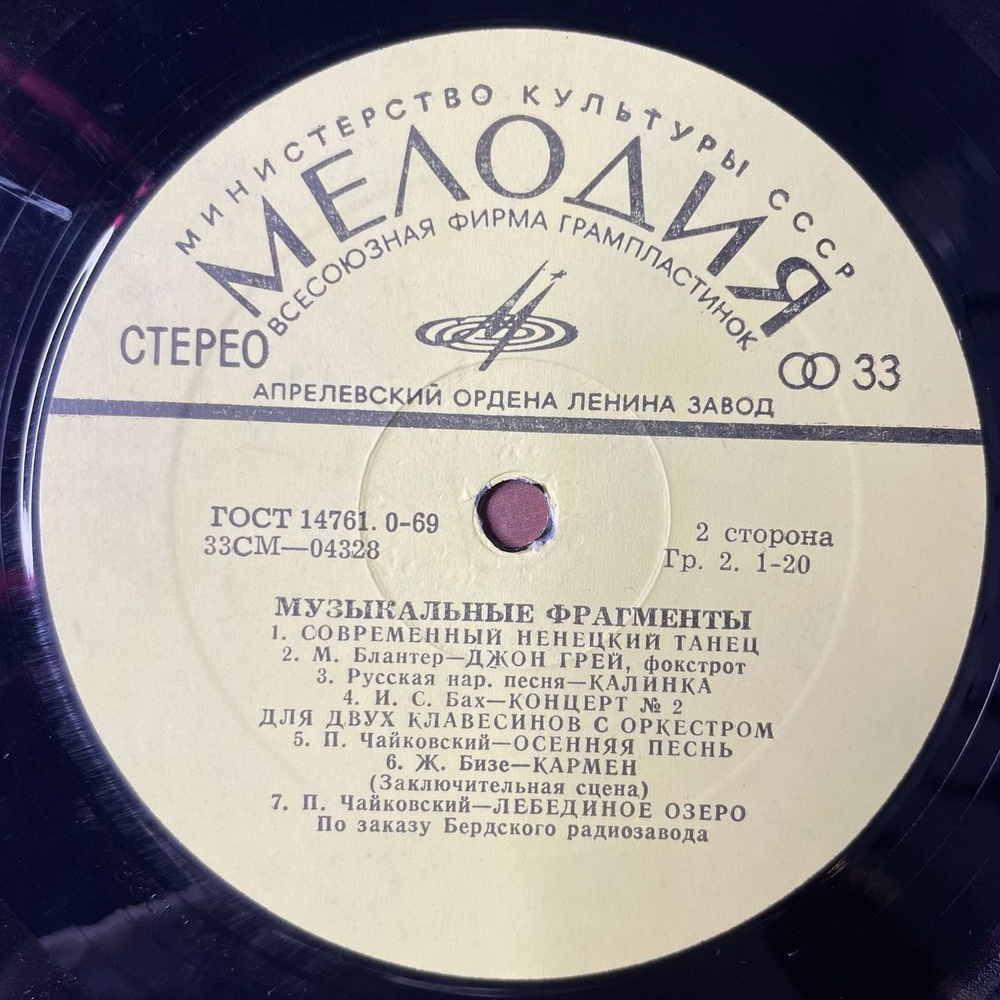 МИНИСТЕРСТВО КУЛЬТУРЫ СССР
МЕЛОДИЯ
ВСЕСОЮЗНАЯ ФИРМА ГРАМПЛАСТИНОК
СТЕРЕО
33
АПРЕЛЕВСКИЙ ОРДЕНА ЛЕНИНА ЗАВОД
ГОСТ 14761. 0-69
33СМ—04328
2 сторона
Гр. 2. 1-20
МУЗЫКАЛЬНЫЕ ФРАГМЕНТЫ
1. СОВРЕМЕННЫЙ НЕНЕЦКИЙ ТАНЕЦ
2. М. Блантер—ДЖОН ГРЕЙ, фокстрот
3. Русская нар. песня—КАЛИНКА
4. И. С. Бах—КОНЦЕРТ № 2
ДЛЯ ДВУХ КЛАВЕСИНОВ С ОРКЕСТРОМ
5. П. Чайковский—ОСЕННЯЯ ПЕСНЬ
6. Ж. Бизе—КАРМЕН
(Заключительная сцена)
7. П. Чайковский—ЛЕБЕДИНОЕ ОЗЕРО
По заказу Бердского радиозавода